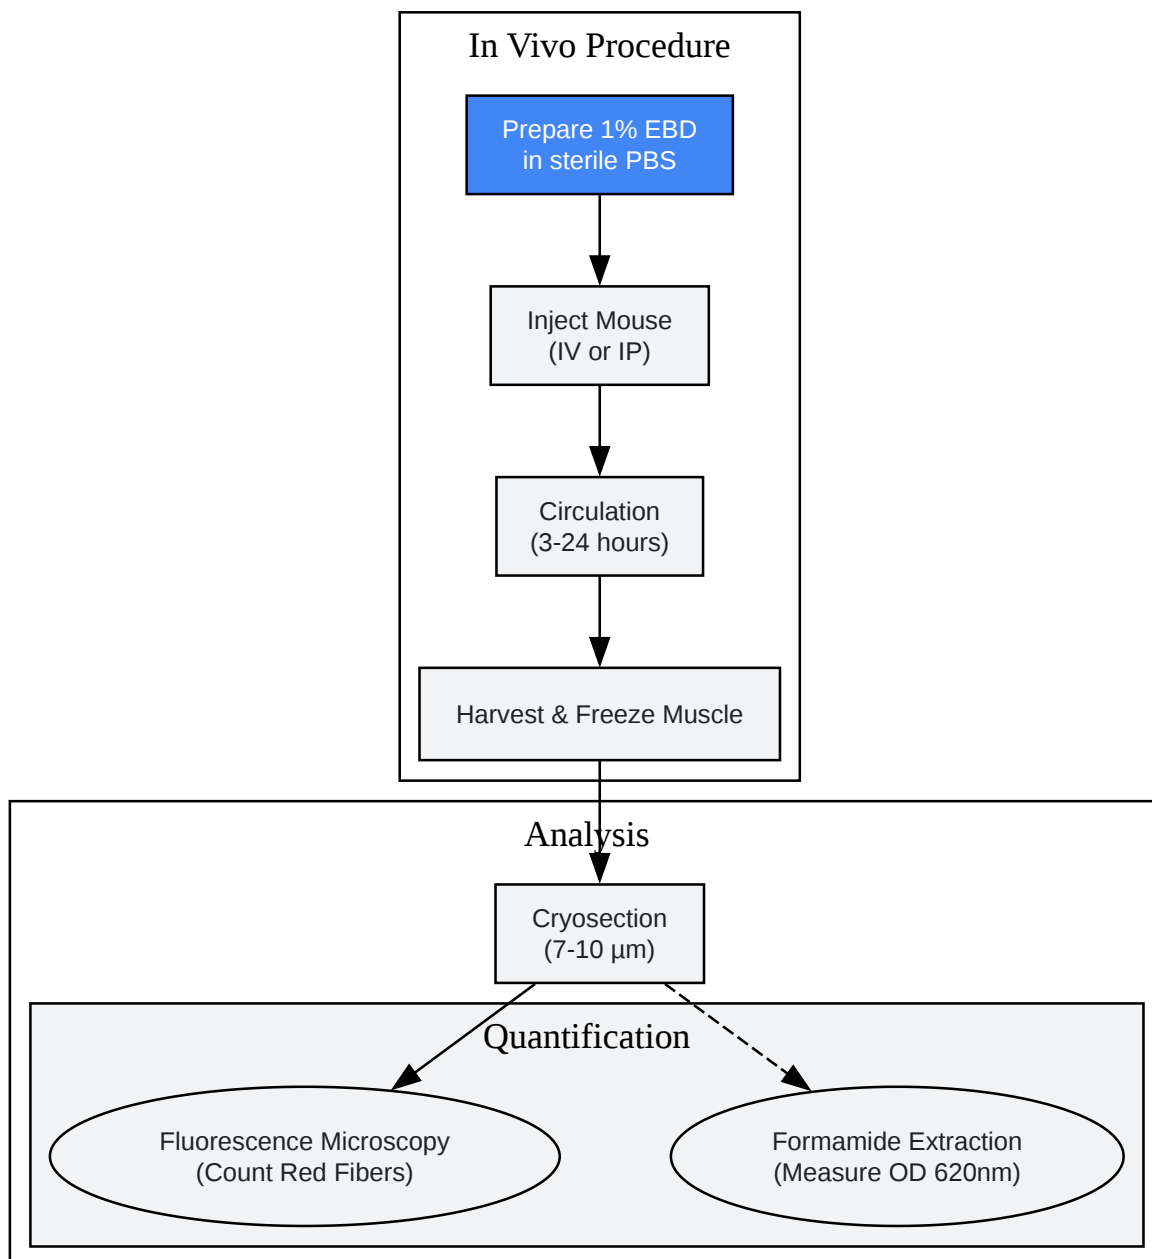 In Vivo Procedure
Prepare 1% EBD
in sterile PBS
Inject Mouse
(IV or IP)
Circulation
(3-24 hours)
Harvest & Freeze Muscle
Analysis
Cryosection
(7-10 µm)
Quantification
Fluorescence Microscopy
(Count Red Fibers)
Formamide Extraction
(Measure OD 620nm)